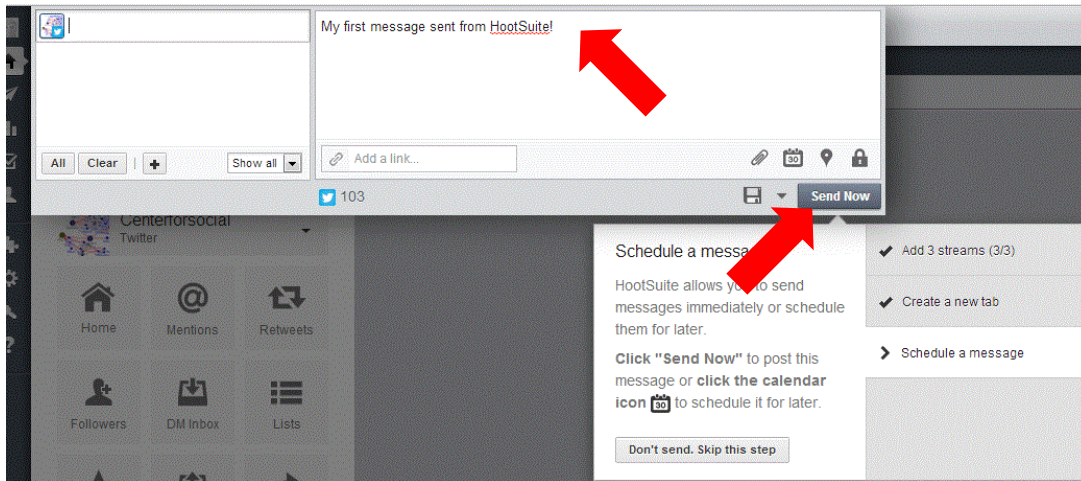 My first message sent from HootSuite!
All Clear | + Show all
Add a link...
30
103
Send Now
Centerforsocial
Twitter
Home Mentions Retweets
Followers DM Inbox Lists
Schedule a
HootSuite allows you to send
messages immediately or schedule
them for later.
Click "Send Now" to post this
message or click the calendar
icon 30 to schedule it for later.
Don't send. Skip this step
Add 3 streams (3/3)
Create a new tab
Schedule a message